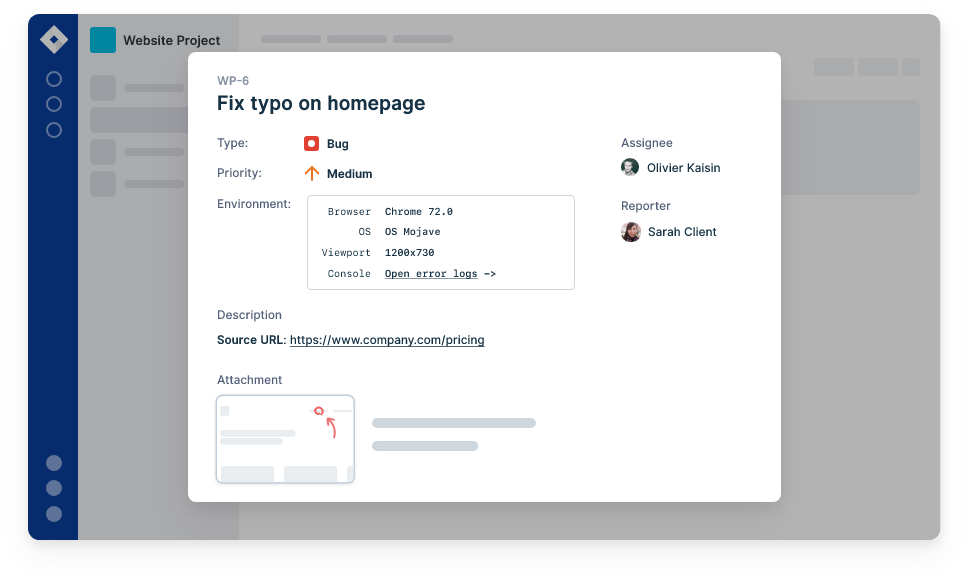 Website Project
WP-6
Fix typo on homepage
Type: Bug
Priority: Medium
Environment:
Browser Chrome 72.0
OS OS Mojave
Viewport 1200x730
Console Open error logs ->
Assignee
Olivier Kaisin
Reporter
Sarah Client
Description
Source URL: https://www.company.com/pricing
Attachment